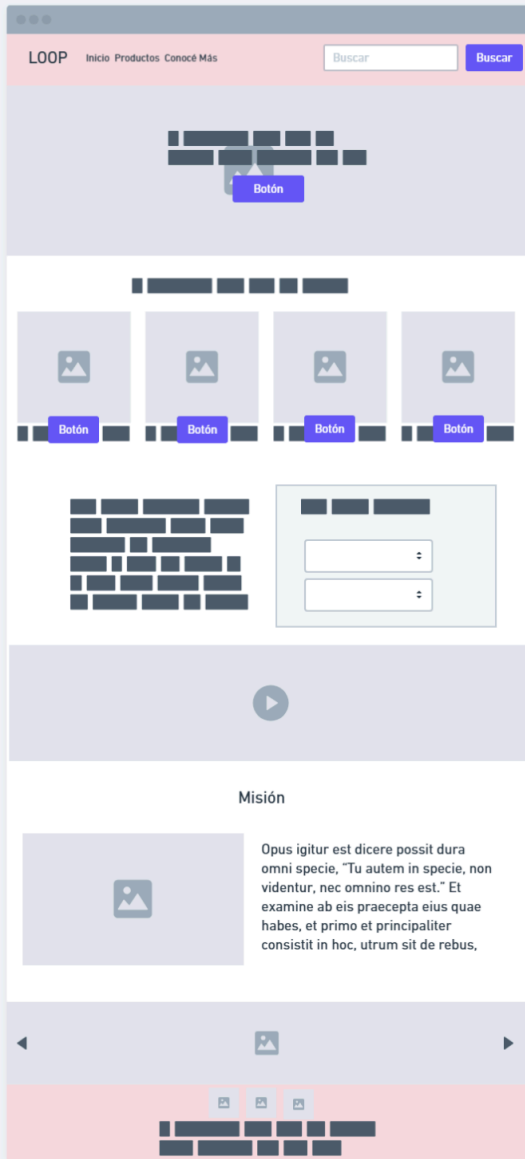 LOOP
Inicio Productos Conocé Más
Buscar
Buscar
Botón
Botón
Botón
Botón
Botón
Misión
Opus igitur est dicere possit dura
omni specie, “Tu autem in specie, non
videntur, nec omnino res est.” Et
examine ab eis praecepta eius quae
habes, et primo et principaliter
consistit in hoc, utrum sit de rebus,